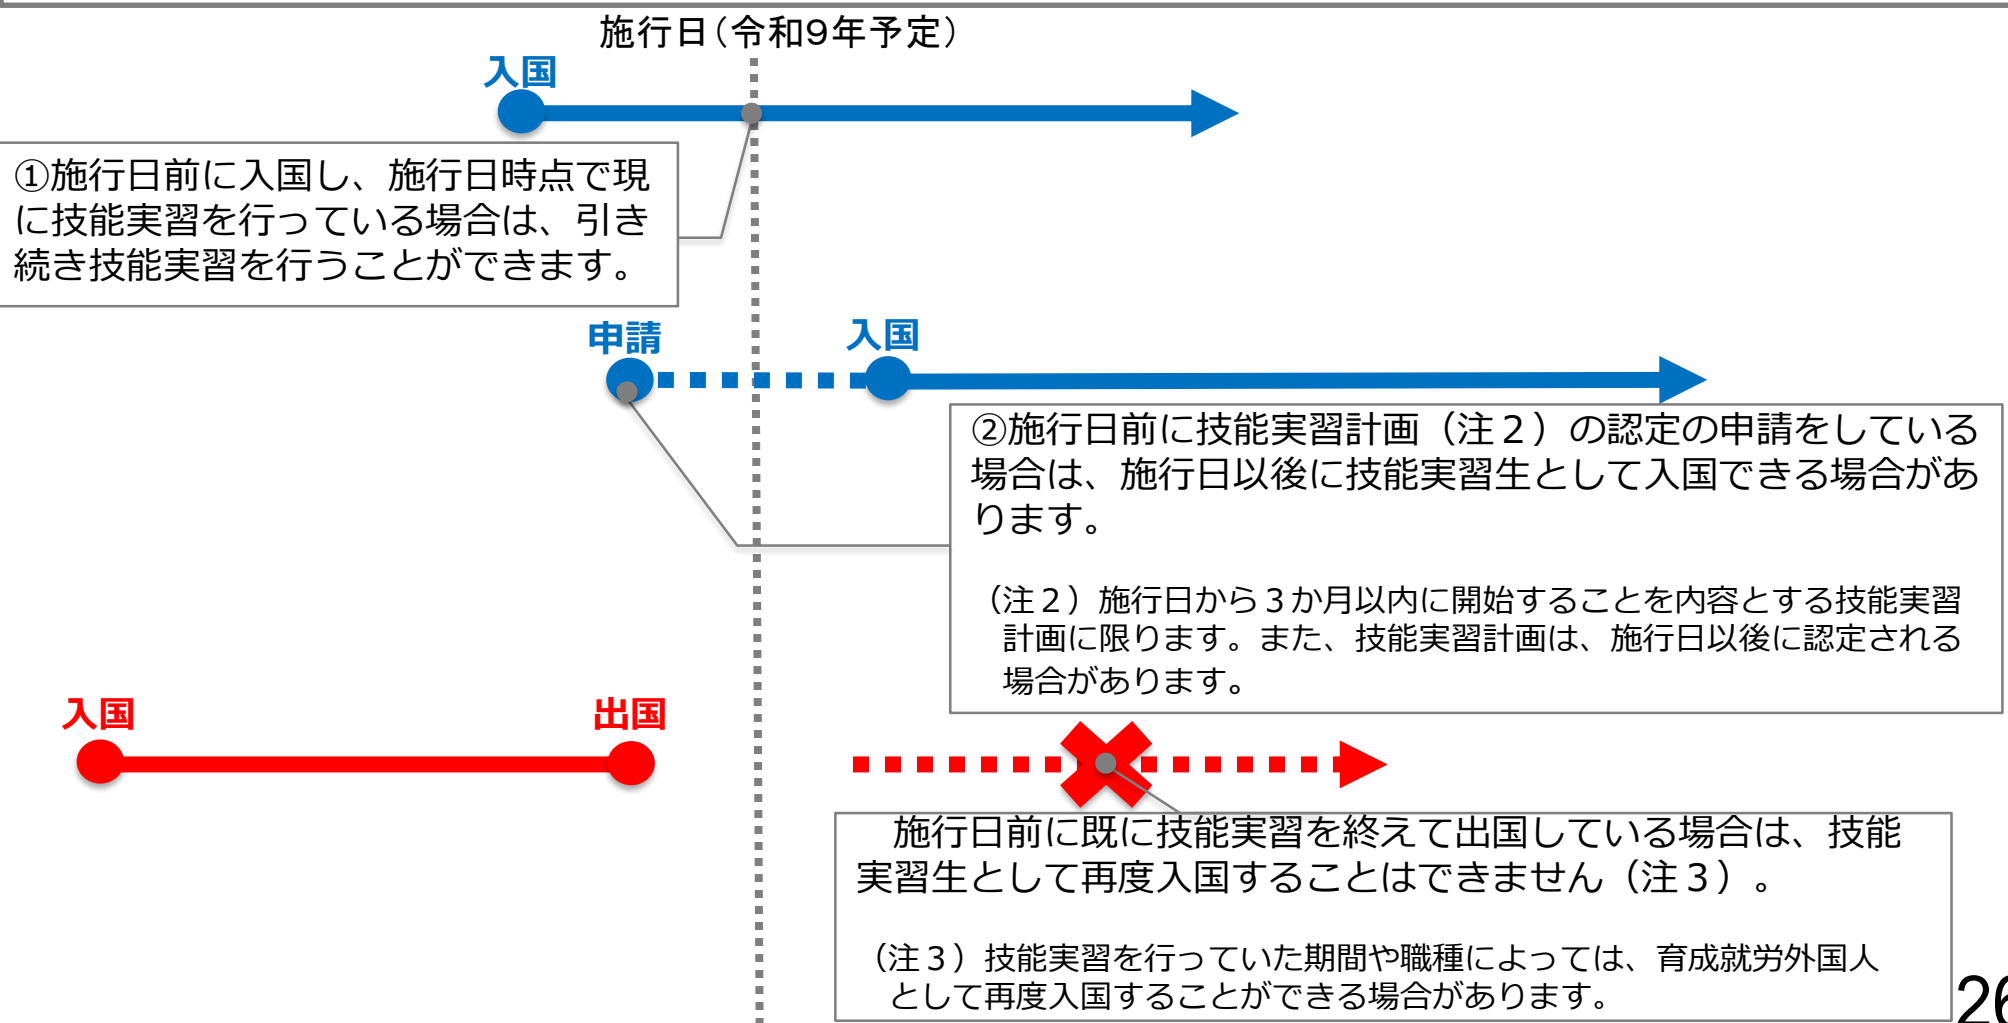 施行日（令和９年予定）
入国
①施行日前に入国し、施行日時点で現
に技能実習を行っている場合は、引き
続き技能実習を行うことができます。
申請
入国
②施行日前に技能実習計画（注２）の認定の申請をしている
場合は、施行日以後に技能実習生として入国できる場合があ
ります。
（注２）施行日から３か月以内に開始することを内容とする技能実習
計画に限ります。また、技能実習計画は、施行日以後に認定される
場合があります。
入国
出国
施行日前に既に技能実習を終えて出国している場合は、技能
実習生として再度入国することはできません（注３）。
（注３）技能実習を行っていた期間や職種によっては、育成就労外国人
として再度入国することができる場合があります。
26